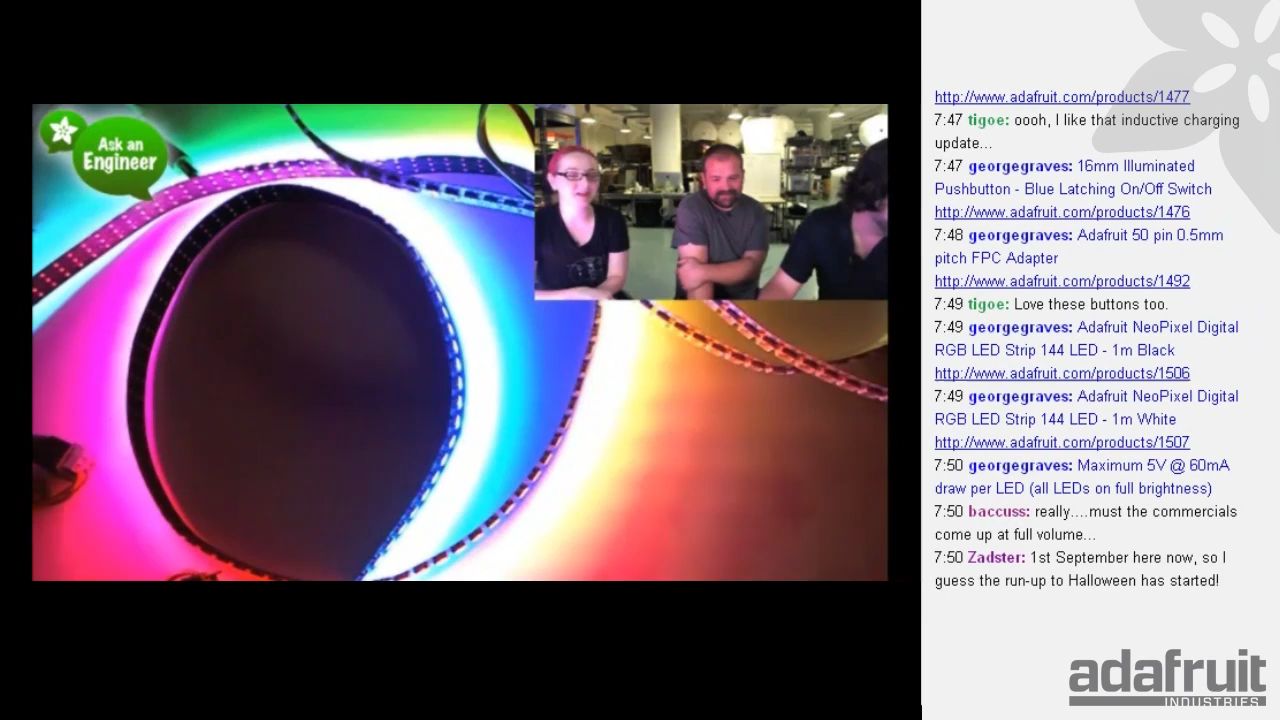 Ask an
Engineer
http://www.adafruit.com/products/1477
7:47 tigoe: oooh, I like that inductive charging
update...
7:47 georgegraves: 16mm Illuminated
Pushbutton - Blue Latching On/Off Switch
http://www.adafruit.com/products/1476
7:48 georgegraves: Adafruit 50 pin 0.5mm
pitch FPC Adapter
http://www.adafruit.com/products/1492
7:49 tigoe: Love these buttons too.
7:49 georgegraves: Adafruit NeoPixel Digital
RGB LED Strip 144 LED - 1m Black
http://www.adafruit.com/products/1506
7:49 georgegraves: Adafruit NeoPixel Digital
RGB LED Strip 144 LED - 1m White
http://www.adafruit.com/products/1507
7:50 georgegraves: Maximum 5V @ 60mA
draw per LED (all LEDs on full brightness)
7:50 baccuss: really....must the commercials
come up at full volume...
7:50 Zadster: 1st September here now, so I
guess the run-up to Halloween has started!
adafruit
INDUSTRIES